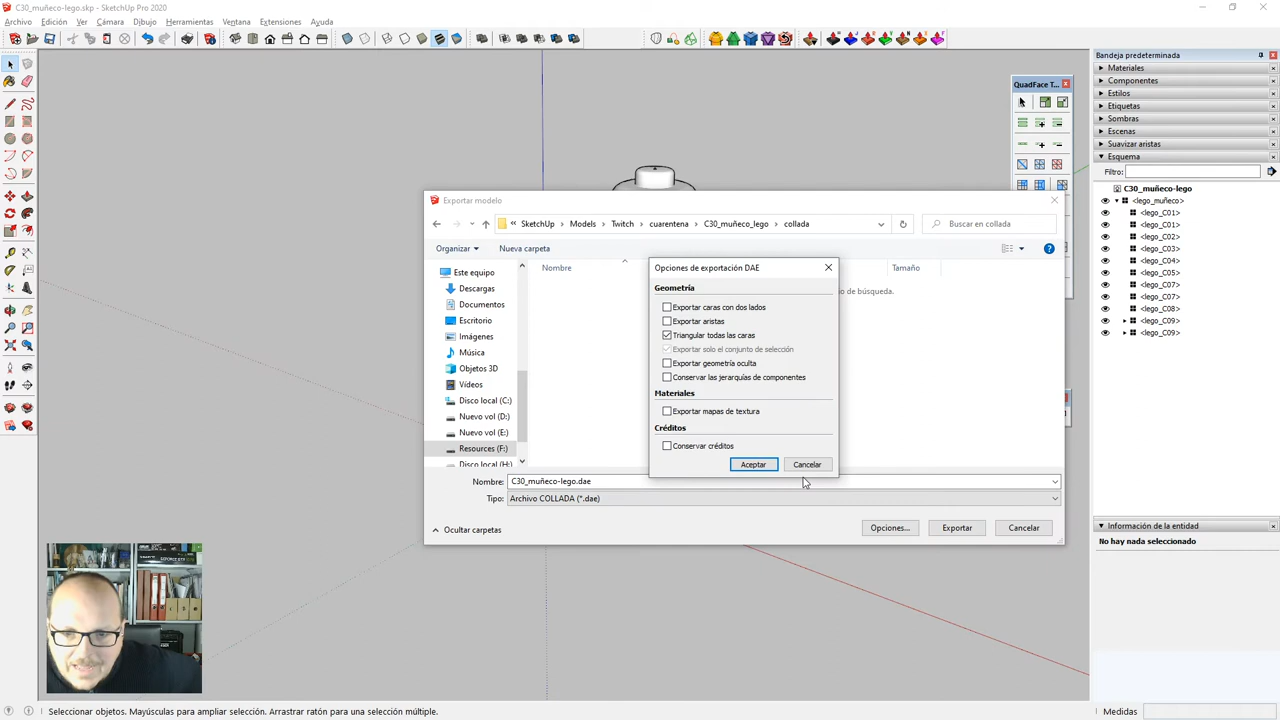 C30_muñeco-lego.skp - SketchUp Pro 2020
Archivo Edición Ver Cámara Dibujo Herramientas Ventana Extensiones Ayuda
Bandeja predeterminada
Materiales
Componentes
Estilos
Etiquetas
Sombras
Escenas
Suavizar aristas
Esquema
Filtro:
C30_muñeco-lego
<lego_muñeco>
<lego_C01>
<lego_C01>
<lego_C02>
<lego_C03>
<lego_C04>
<lego_C05>
<lego_C07>
<lego_C07>
<lego_C08>
<lego_C09>
<lego_C09>
Información de la entidad
No hay nada seleccionado
QuadFace T...
Exportar modelo
SketchUp Models Twitch cuarentena C30_muñeco_lego collada
Buscar en collada
Organizar Nueva carpeta
Este equipo
Descargas
Documentos
Escritorio
Imágenes
Música
Objetos 3D
Vídeos
Disco local (C:)
Nuevo vol (D:)
Nuevo vol (E:)
Resources (F:)
Disco local (H:)
Nombre
Tamaño
do de búsqueda.
Opciones de exportación DAE
Geometría
Exportar caras con dos lados
Exportar aristas
Triangular todas las caras
Exportar solo el conjunto de selección
Exportar geometría oculta
Conservar las jerarquías de componentes
Materiales
Exportar mapas de textura
Créditos
Conservar créditos
Aceptar Cancelar
Nombre: C30_muñeco-lego.dae
Tipo: Archivo COLLADA (*.dae)
Ocultar carpetas
Opciones... Exportar Cancelar
Seleccionar objetos. Mayúsculas para ampliar selección. Arrastrar ratón para una selección múltiple.
Medidas